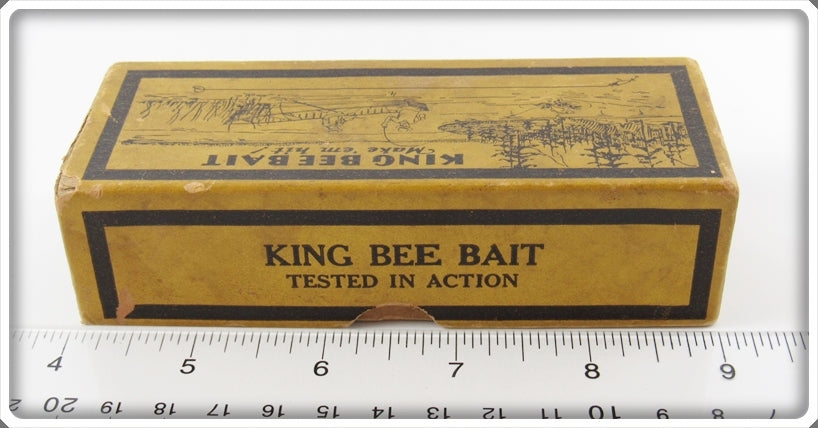 KING BEE BAIT
"Make 'em hit!"
KING BEE BAIT
TESTED IN ACTION
4 5 6 7 8 9
20 19 18 17 16 15 14 13 12 11 10 9 8 7